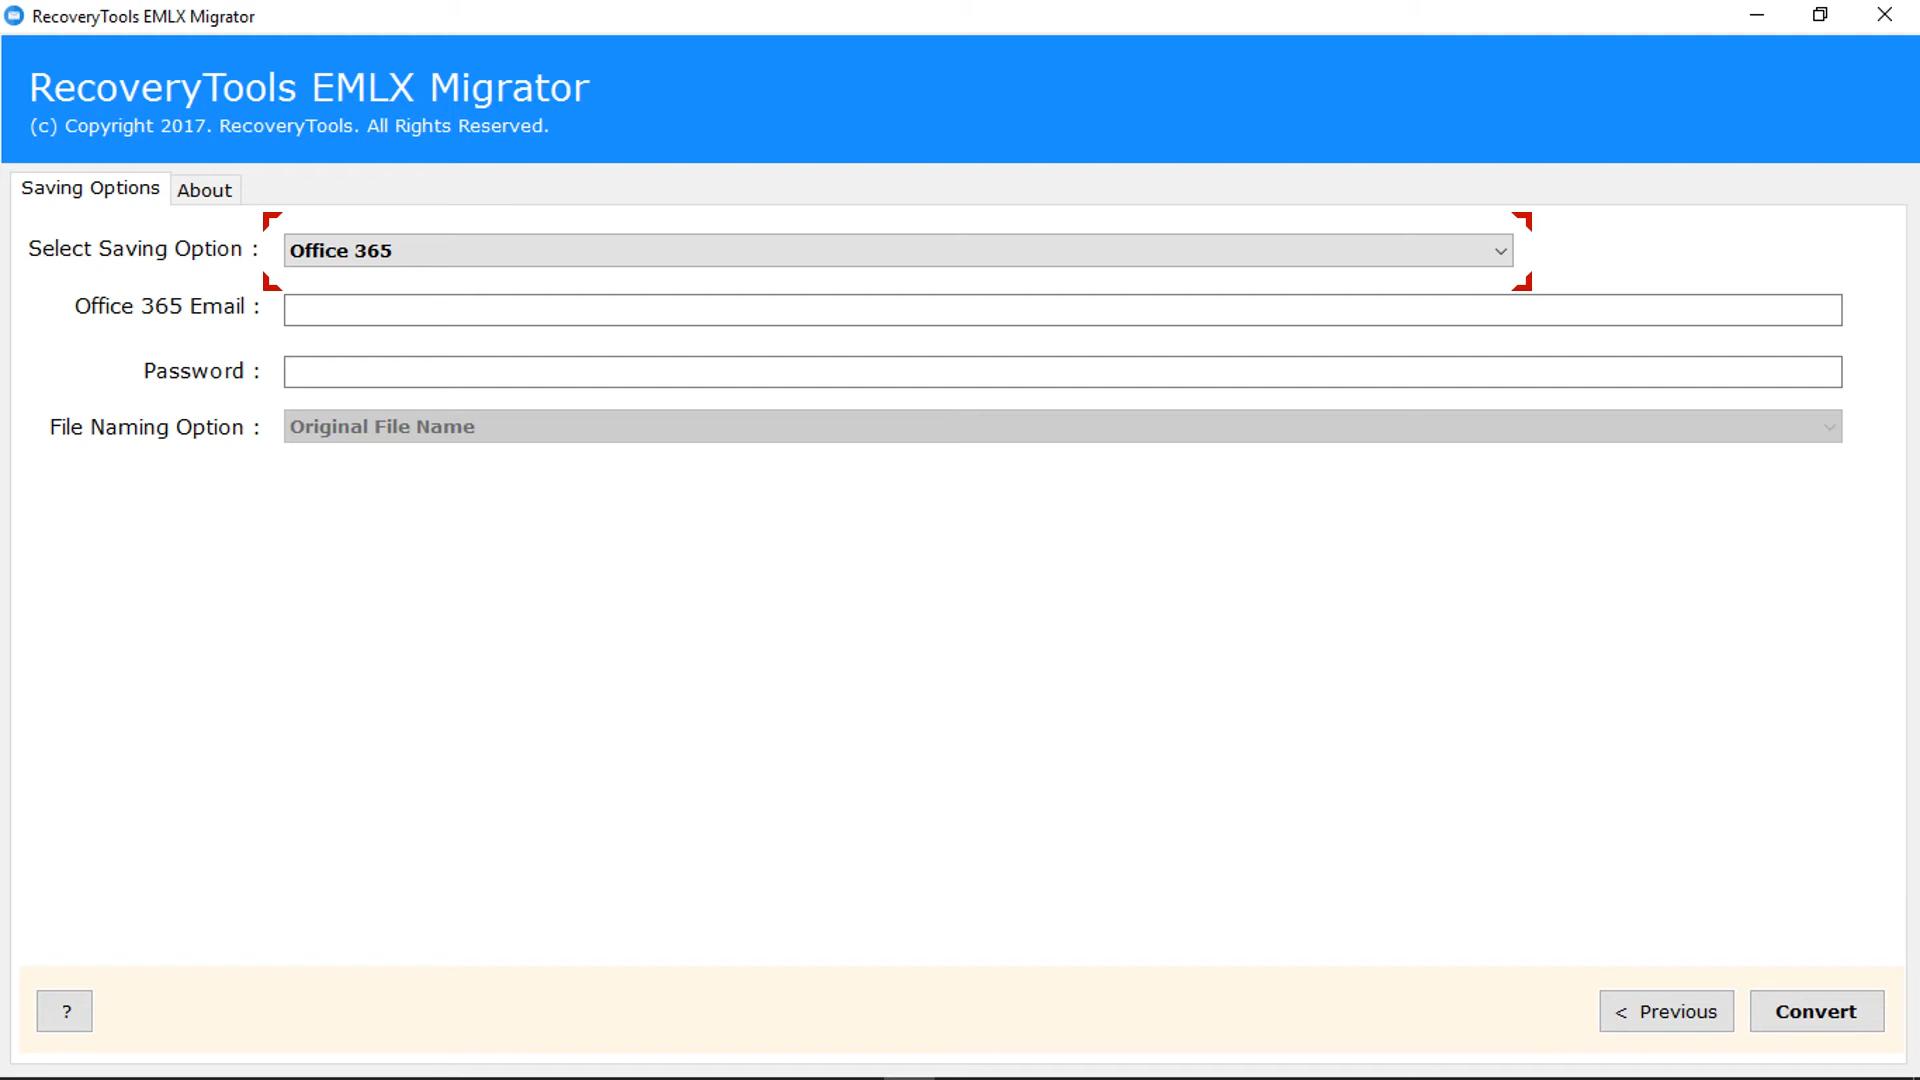 RecoveryTools EMLX Migrator
RecoveryTools EMLX Migrator
(c) Copyright 2017. RecoveryTools. All Rights Reserved.
Saving Options
About
Select Saving Option :
Office 365
Office 365 Email :
Password :
File Naming Option :
Original File Name
?
< Previous
Convert